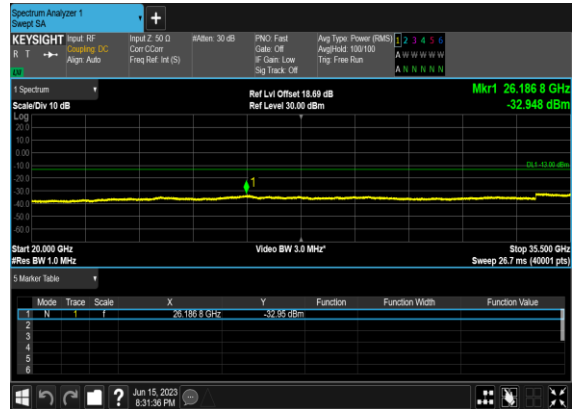 Spectrum Analyzer 1
Swept SA
+
KEYSIGHT
R T
Input: RF
Coupling: DC
Align: Auto
Input Z: 50 Ω
Corr CCorr
Freq Ref: Int (S)
#Atten: 30 dB
PNO: Fast
Gate: Off
IF Gain: Low
Sig Track: Off
Avg Type: Power (RMS)
Avg|Hold: 100/100
Trig: Free Run
1 2 3 4 5 6
A W W W W W
A N N N N N
1 Spectrum
Scale/Div 10 dB
Ref Lvl Offset 18.69 dB
Ref Level 30.00 dBm
Mkr1 26.186 8 GHz
-32.948 dBm
Log
20.0
10.0
0.00
-10.0
-20.0
-30.0
-40.0
-50.0
-60.0
DL1 -13.00 dBm
1
Start 20.000 GHz
#Res BW 1.0 MHz
Video BW 3.0 MHz*
Stop 35.500 GHz
Sweep 26.7 ms (40001 pts)
5 Marker Table
Mode Trace Scale X Y Function Function Width Function Value
1 N 1 f 26.186 8 GHz -32.95 dBm
2
3
4
5
6
? Jun 15, 2023
8:31:36 PM